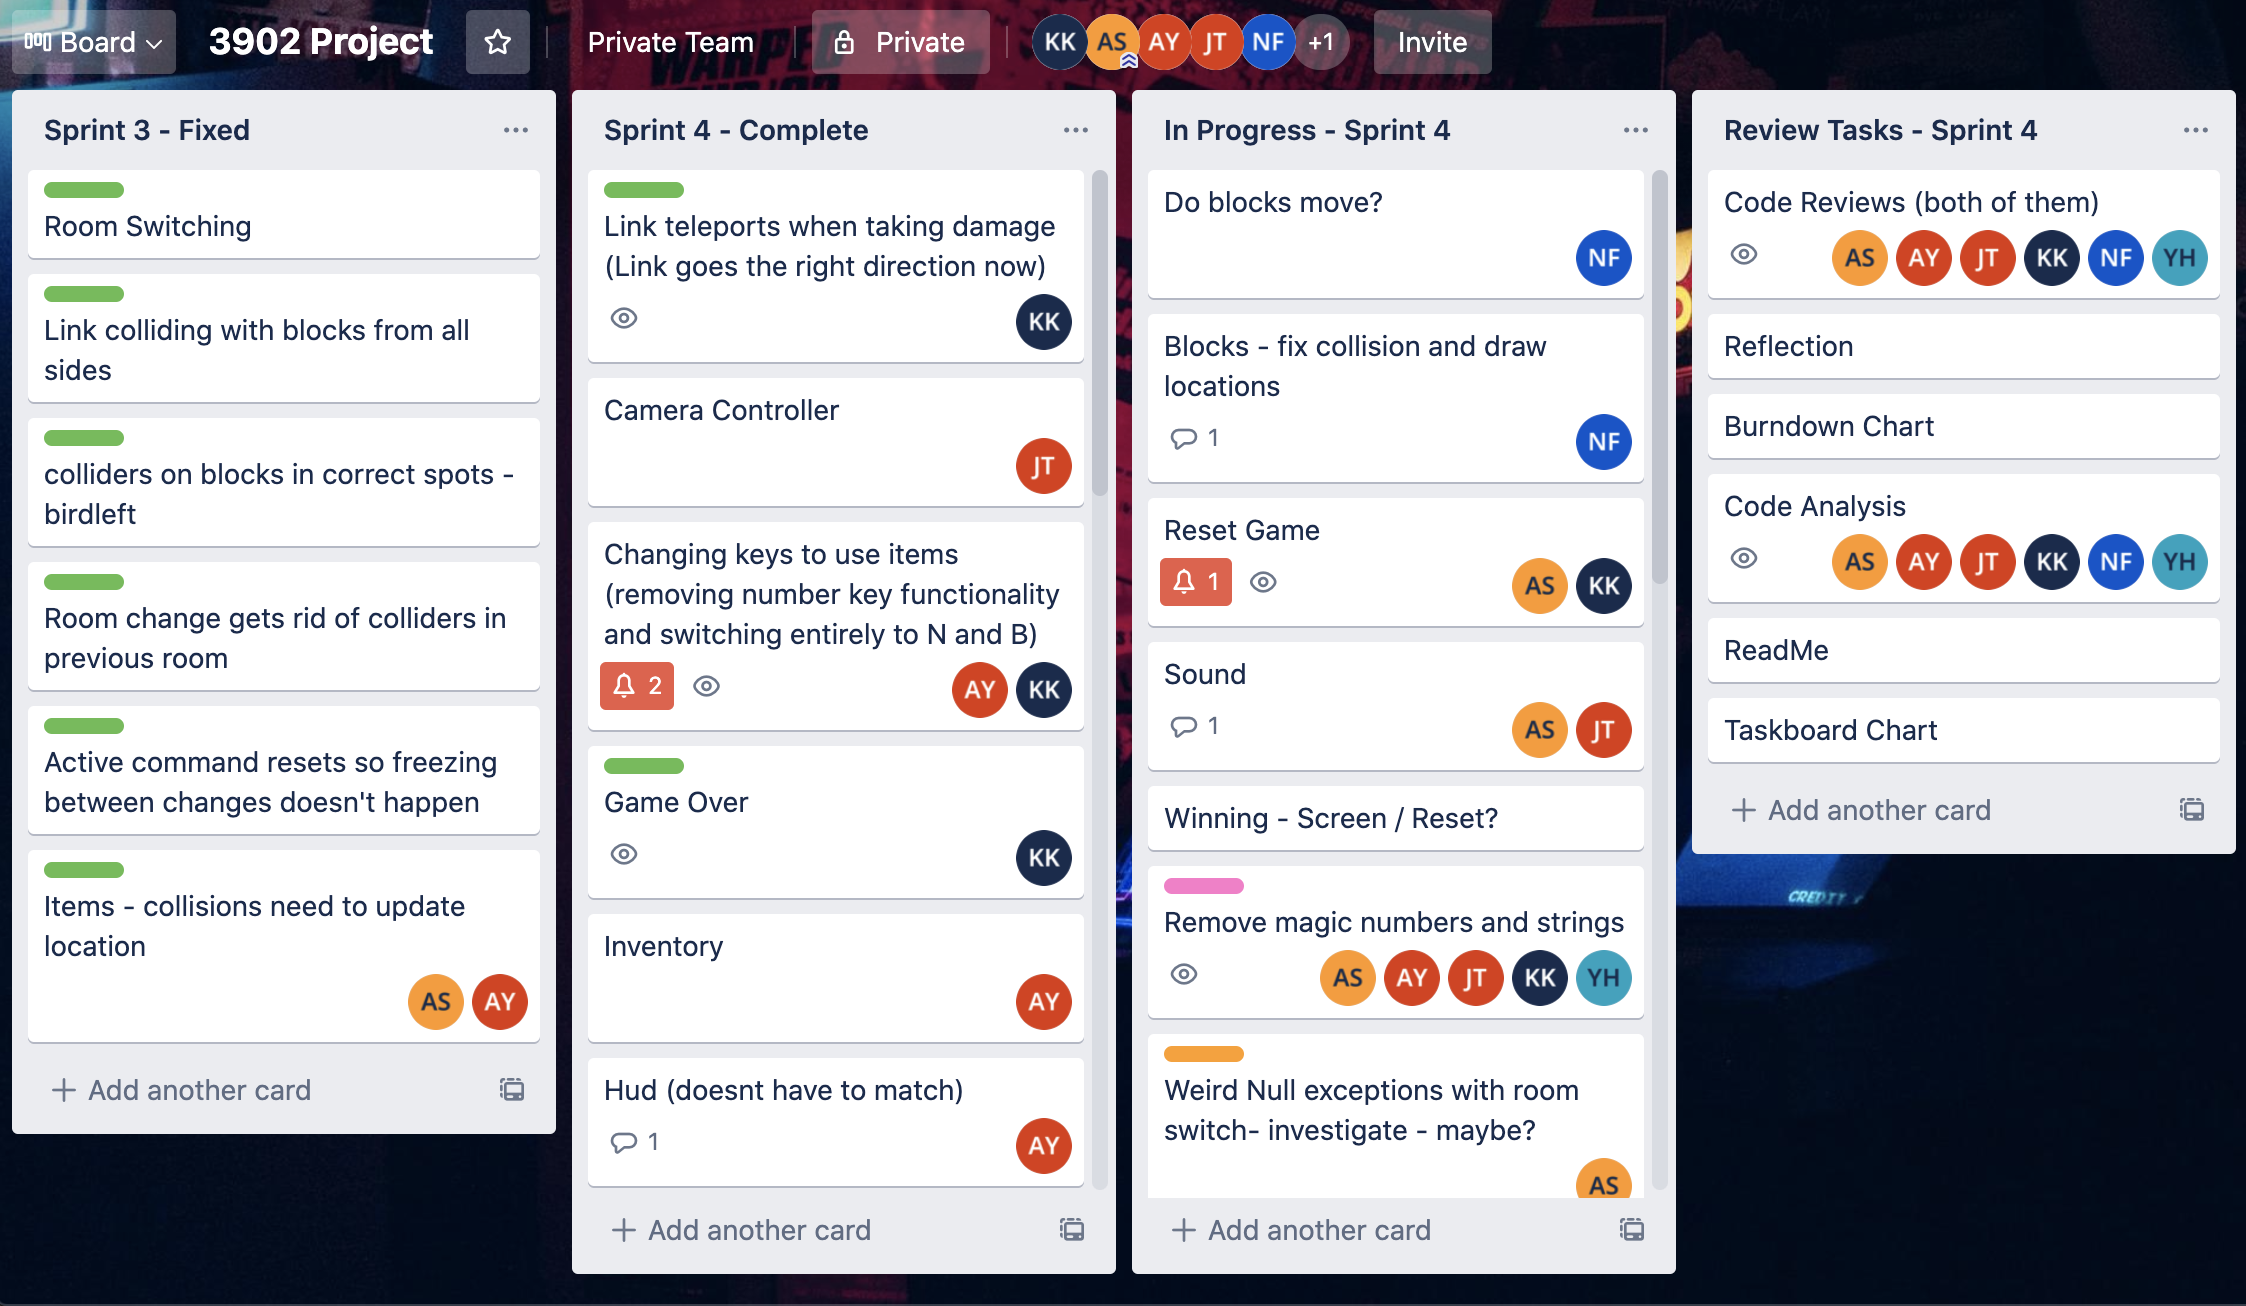 Board
3902 Project
Private Team
Private
KK
AS
AY
JT
NF
+1
Invite
Sprint 3 - Fixed
Room Switching
Link colliding with blocks from all
sides
colliders on blocks in correct spots -
birdleft
Room change gets rid of colliders in
previous room
Active command resets so freezing
between changes doesn't happen
Items - collisions need to update
location
AS AY
+ Add another card
Sprint 4 - Complete
Link teleports when taking damage
(Link goes the right direction now)
KK
Camera Controller
JT
Changing keys to use items
(removing number key functionality
and switching entirely to N and B)
2 AY KK
Game Over
KK
Inventory
AY
Hud (doesnt have to match)
1 AY
+ Add another card
In Progress - Sprint 4
Do blocks move?
NF
Blocks - fix collision and draw
locations
1 NF
Reset Game
1 AS KK
Sound
1 AS JT
Winning - Screen / Reset?
Remove magic numbers and strings
AS AY JT KK YH
Weird Null exceptions with room
switch- investigate - maybe?
AS
+ Add another card
Review Tasks - Sprint 4
Code Reviews (both of them)
AS AY JT KK NF YH
Reflection
Burndown Chart
Code Analysis
AS AY JT KK NF YH
ReadMe
Taskboard Chart
+ Add another card
CREDIT